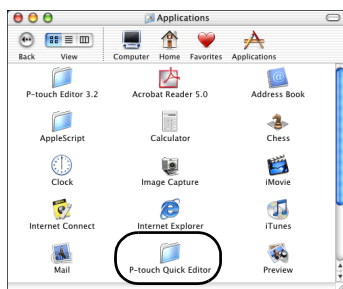 Applications
Back View Computer Home Favorites Applications
P-touch Editor 3.2 Acrobat Reader 5.0 Address Book
AppleScript Calculator Chess
Clock Image Capture iMovie
Internet Connect Internet Explorer iTunes
Mail P-touch Quick Editor Preview